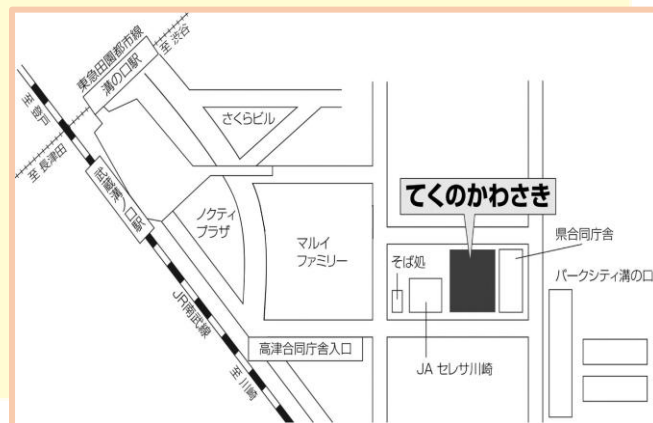 東急田園都市線
溝の口駅
至 渋谷
至 登戸
至 長津田
武蔵溝ノ口駅
さくらビル
ノクティ
プラザ
マルイ
ファミリー
てくのかわさき
そば処
県合同庁舎
パークシティ溝の口
JR南武線
至 川崎
高津合同庁舎入口
JA セレサ川崎